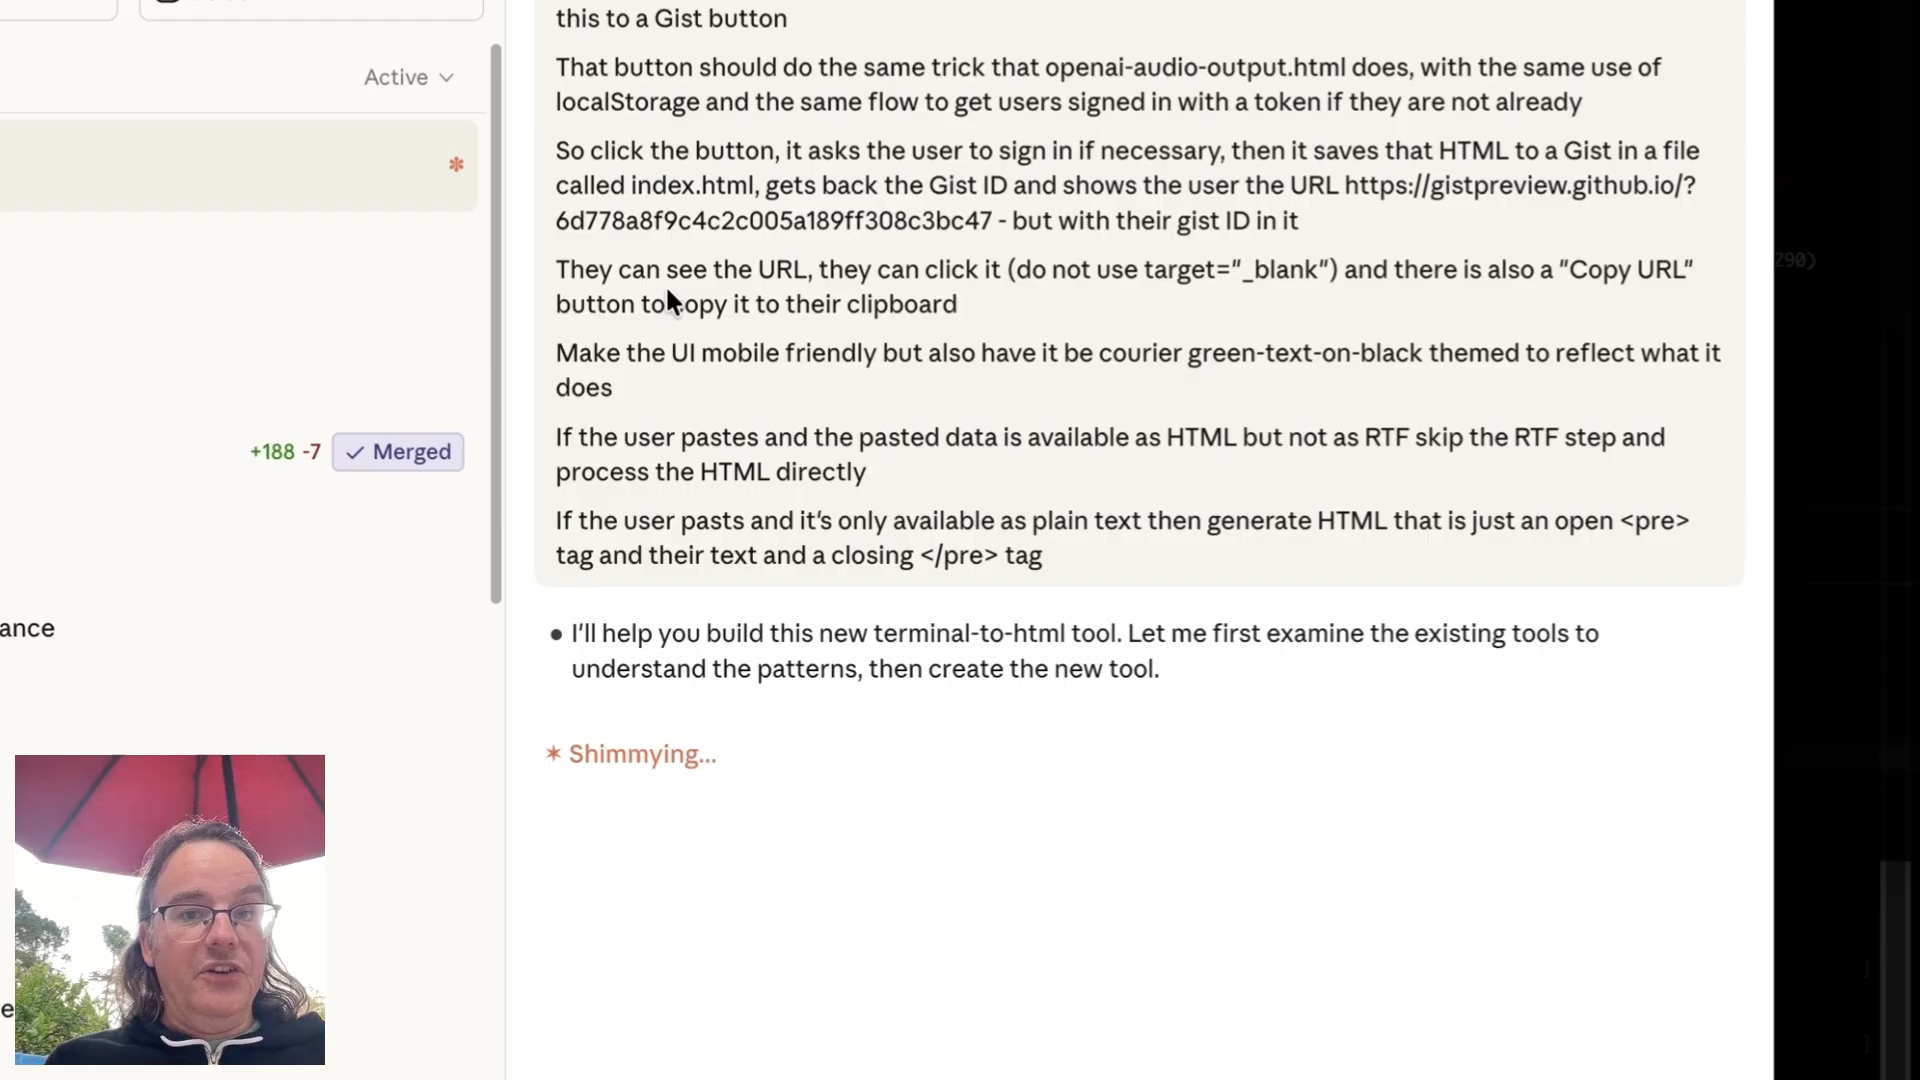 Active
*
+188 -7 Merged
ance
e
this to a Gist button
That button should do the same trick that openai-audio-output.html does, with the same use of
localStorage and the same flow to get users signed in with a token if they are not already
So click the button, it asks the user to sign in if necessary, then it saves that HTML to a Gist in a file
called index.html, gets back the Gist ID and shows the user the URL https://gistpreview.github.io/?
6d778a8f9c4c2c005a189ff308c3bc47 - but with their gist ID in it
They can see the URL, they can click it (do not use target="_blank") and there is also a "Copy URL"
button to copy it to their clipboard
Make the UI mobile friendly but also have it be courier green-text-on-black themed to reflect what it
does
If the user pastes and the pasted data is available as HTML but not as RTF skip the RTF step and
process the HTML directly
If the user pasts and it's only available as plain text then generate HTML that is just an open <pre>
tag and their text and a closing </pre> tag
• I'll help you build this new terminal-to-html tool. Let me first examine the existing tools to
understand the patterns, then create the new tool.
* Shimmying...
290)